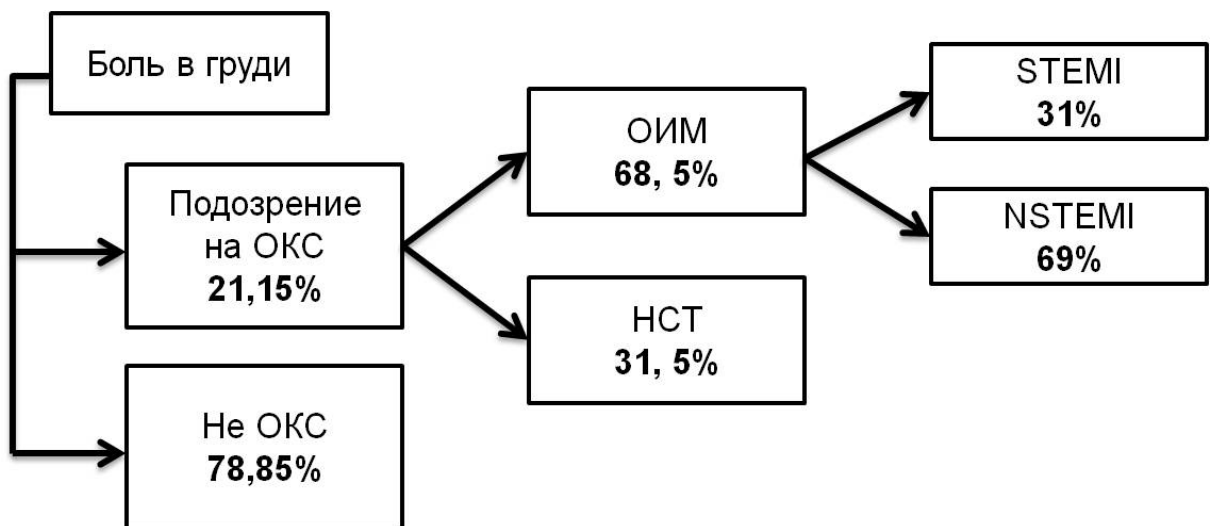 Боль в груди
Подозрение
на ОКС
21,15%
Не ОКС
78,85%
ОИМ
68, 5%
НСТ
31, 5%
STEMI
31%
NSTEMI
69%